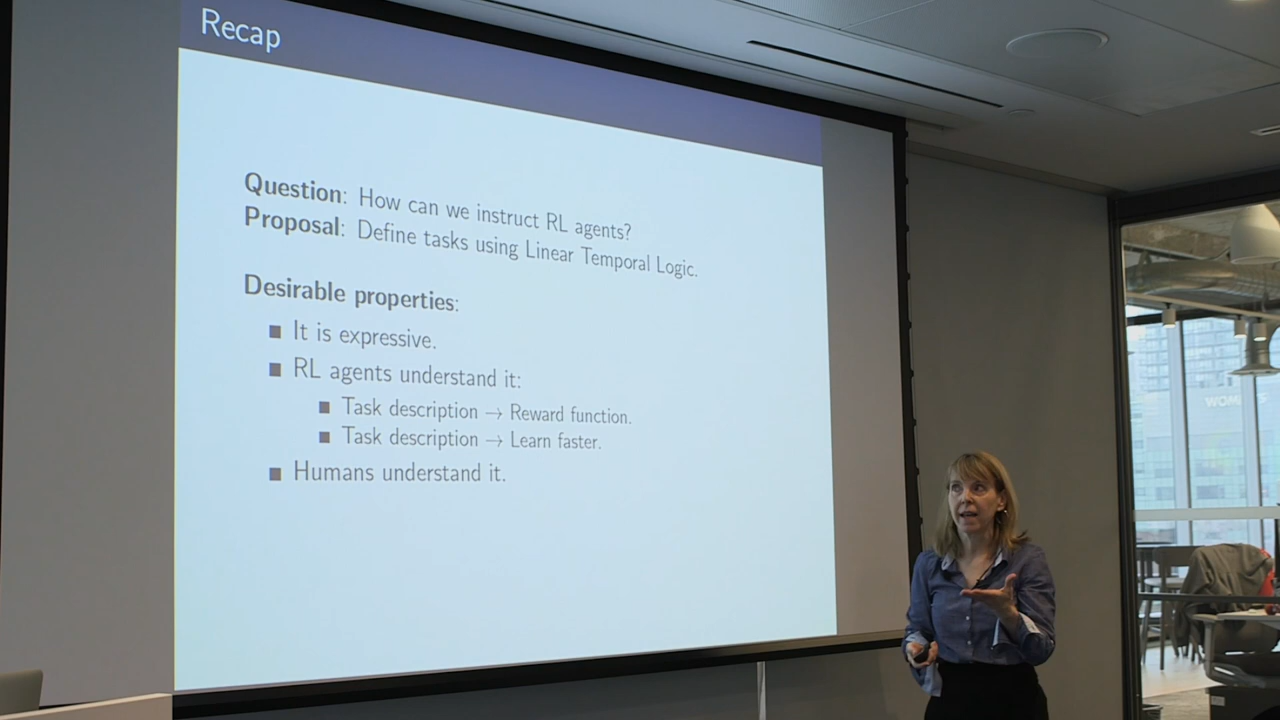 Recap
Question: How can we instruct RL agents?
Proposal: Define tasks using Linear Temporal Logic.
Desirable properties:
It is expressive.
RL agents understand it:
Task description → Reward function.
Task description → Learn faster.
Humans understand it.